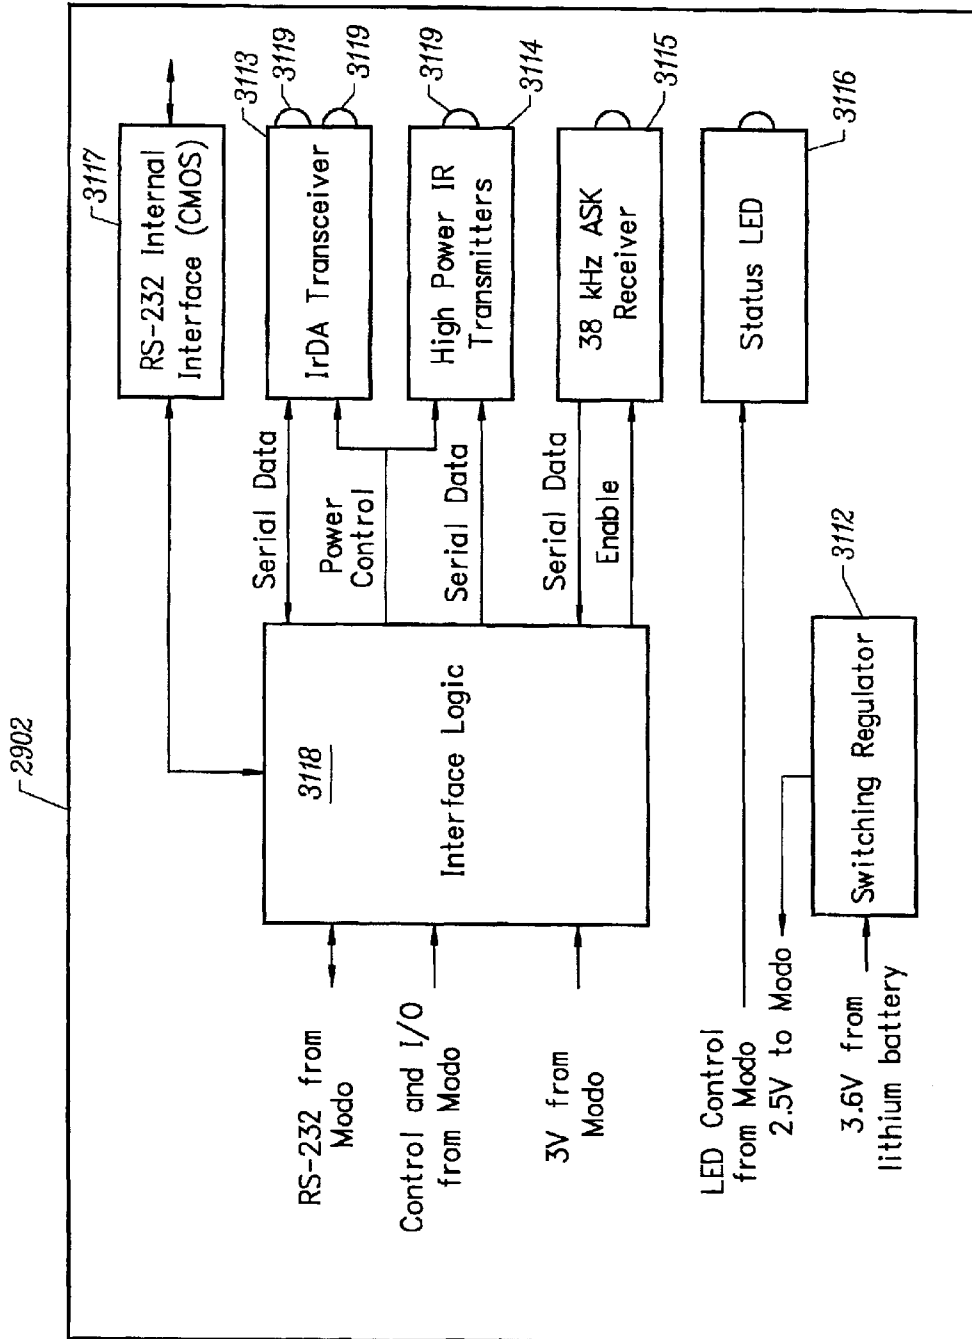 2902
3117
RS-232 Internal
Interface (CMOS)
3113
3119
3119
IrDA Transceiver
Serial Data
Power
Control
3119
3114
High Power IR
Transmitters
Serial Data
3115
38 kHz ASK
Receiver
Serial Data
Enable
3116
Status LED
3118
Interface Logic
RS-232 from
Modo
Control and I/O
from Modo
3V from
Modo
LED Control
from Modo
2.5V to Modo
3112
Switching Regulator
3.6V from
lithium battery